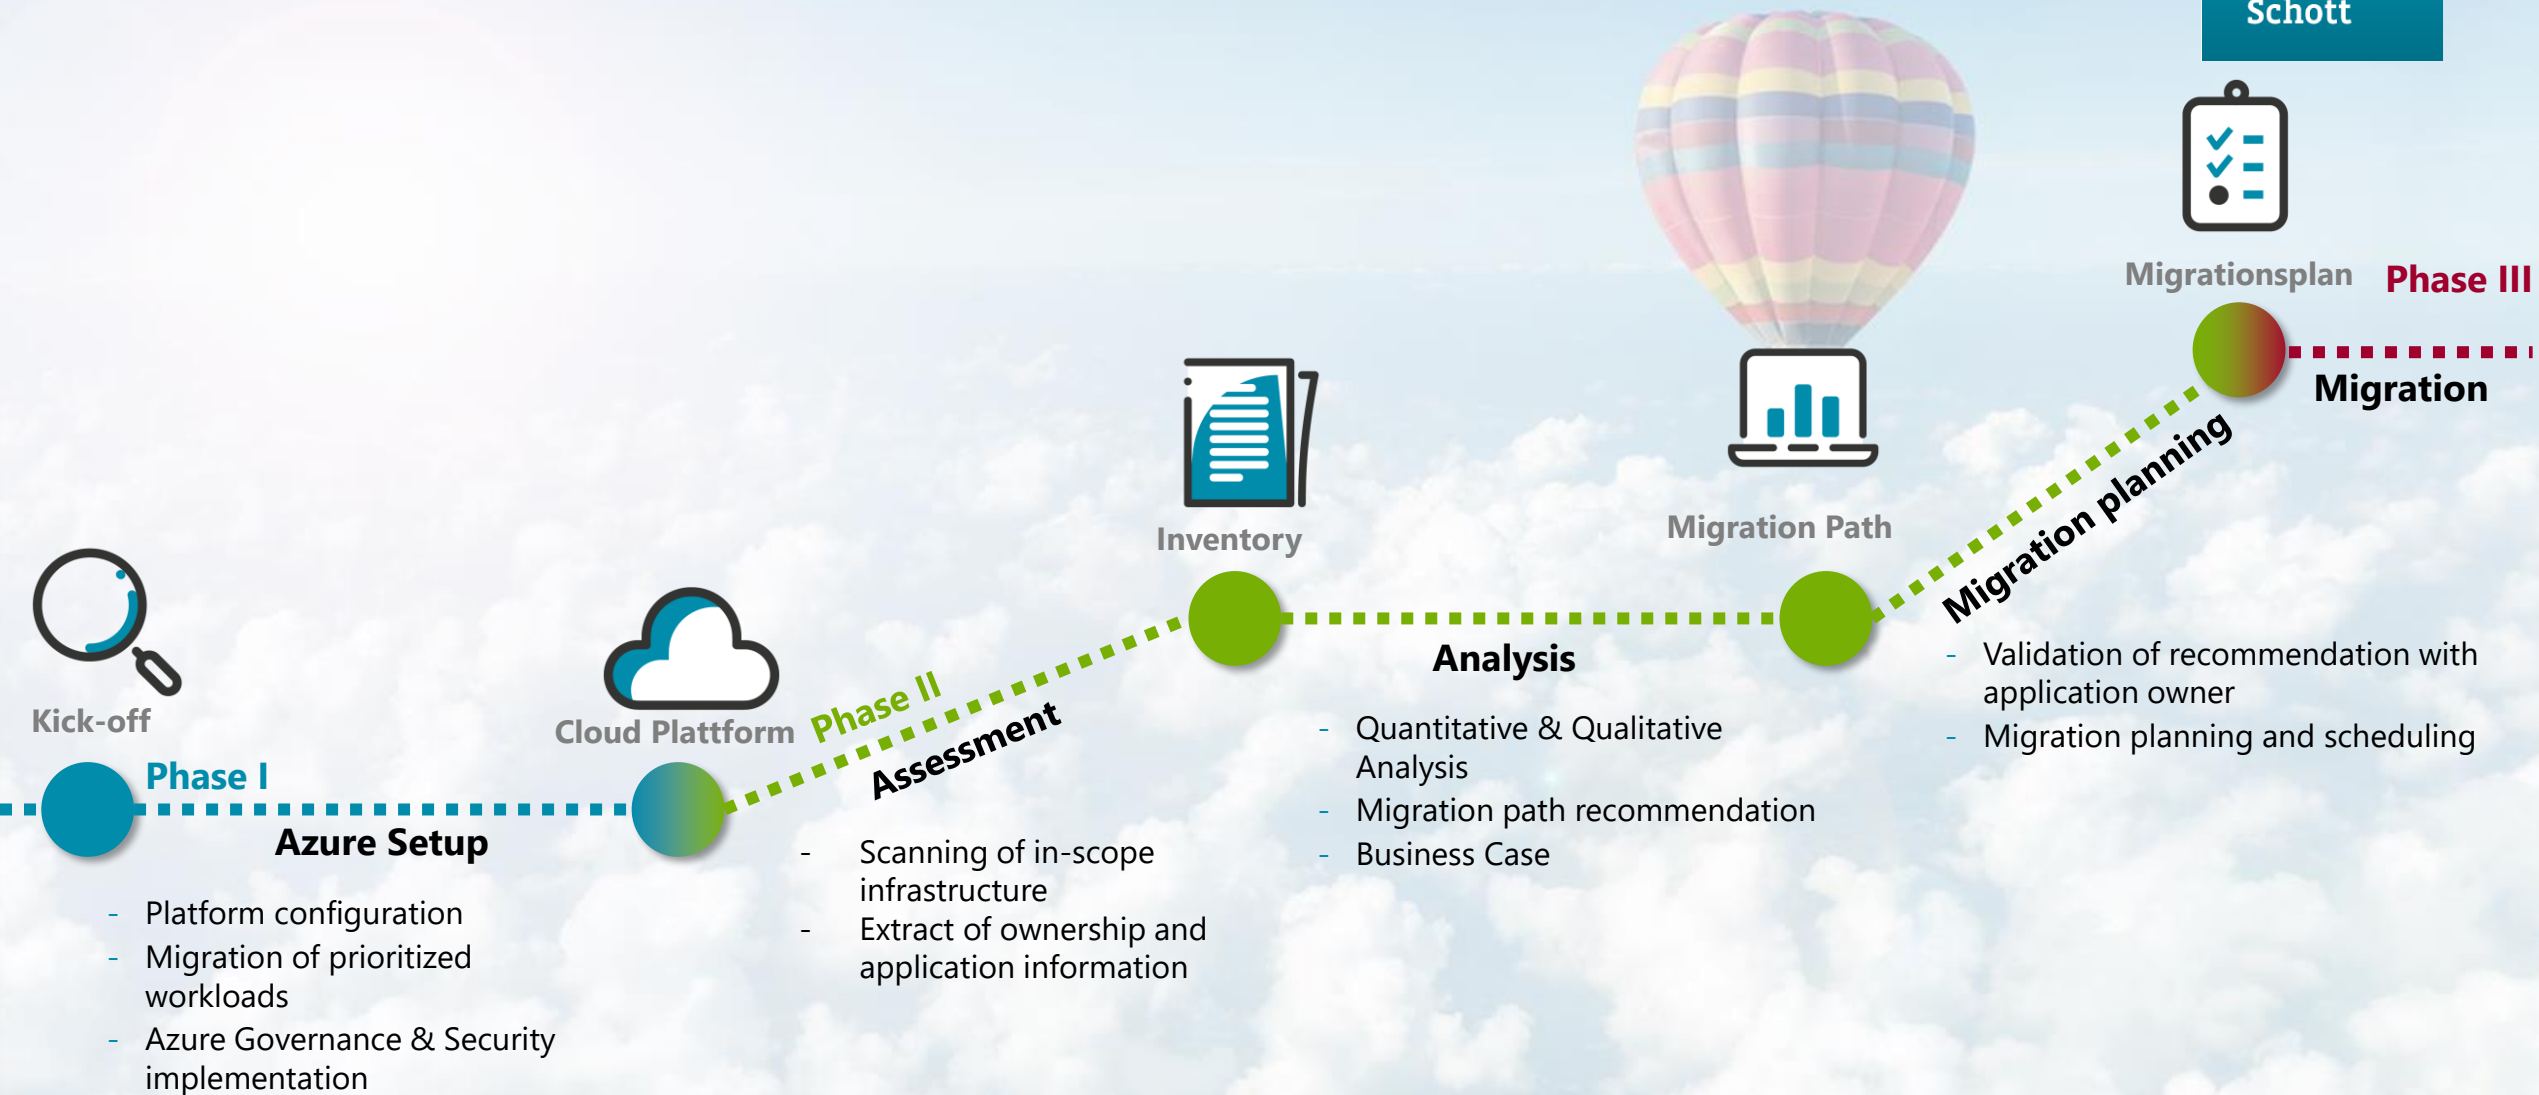 Schott
Migrationsplan
Phase III
Migration
Migration planning
- Validation of recommendation with
application owner
- Migration planning and scheduling
Migration Path
Inventory
Analysis
- Quantitative & Qualitative
Analysis
- Migration path recommendation
- Business Case
Kick-off
Phase I
Azure Setup
- Platform configuration
- Migration of prioritized
workloads
- Azure Governance & Security
implementation
Cloud Plattform
Phase II
Assessment
- Scanning of in-scope
infrastructure
- Extract of ownership and
application information